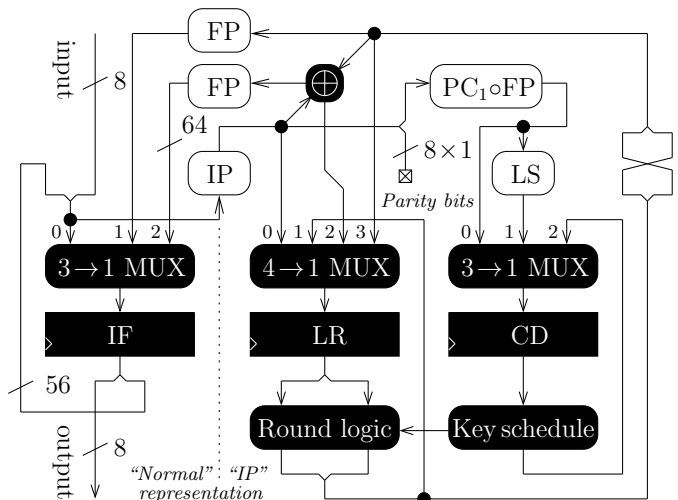 FP
input
8
FP
PC1∘FP
64
8×1
IP
LS
Parity bits
0 1 2
0 1 2 3
0 1 2
3→1 MUX
4→1 MUX
3→1 MUX
IF
LR
CD
56
Round logic
Key schedule
output
8
“Normal” “IP”
representation